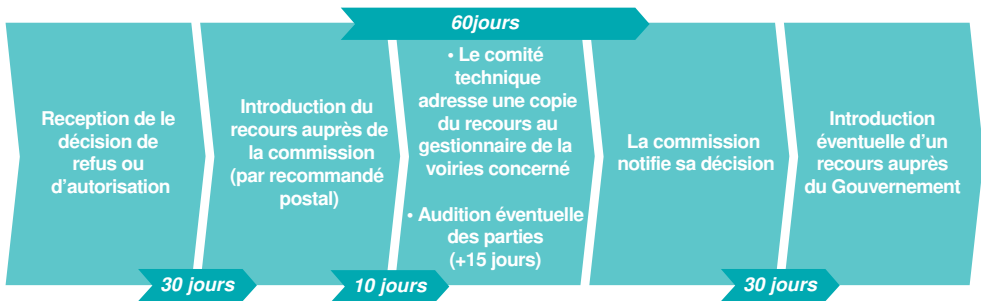 60jours
Reception de le
décision de
refus ou
d'autorisation
30 jours
Introduction du
recours auprès de
la commission
(par recommandé
postal)
10 jours
• Le comité
technique
adresse une copie
du recours au
gestionnaire de la
voiries concerné
• Audition éventuelle
des parties
(+15 jours)
La commission
notifie sa décision
30 jours
Introduction
éventuelle d'un
recours auprès
du Gouvernement